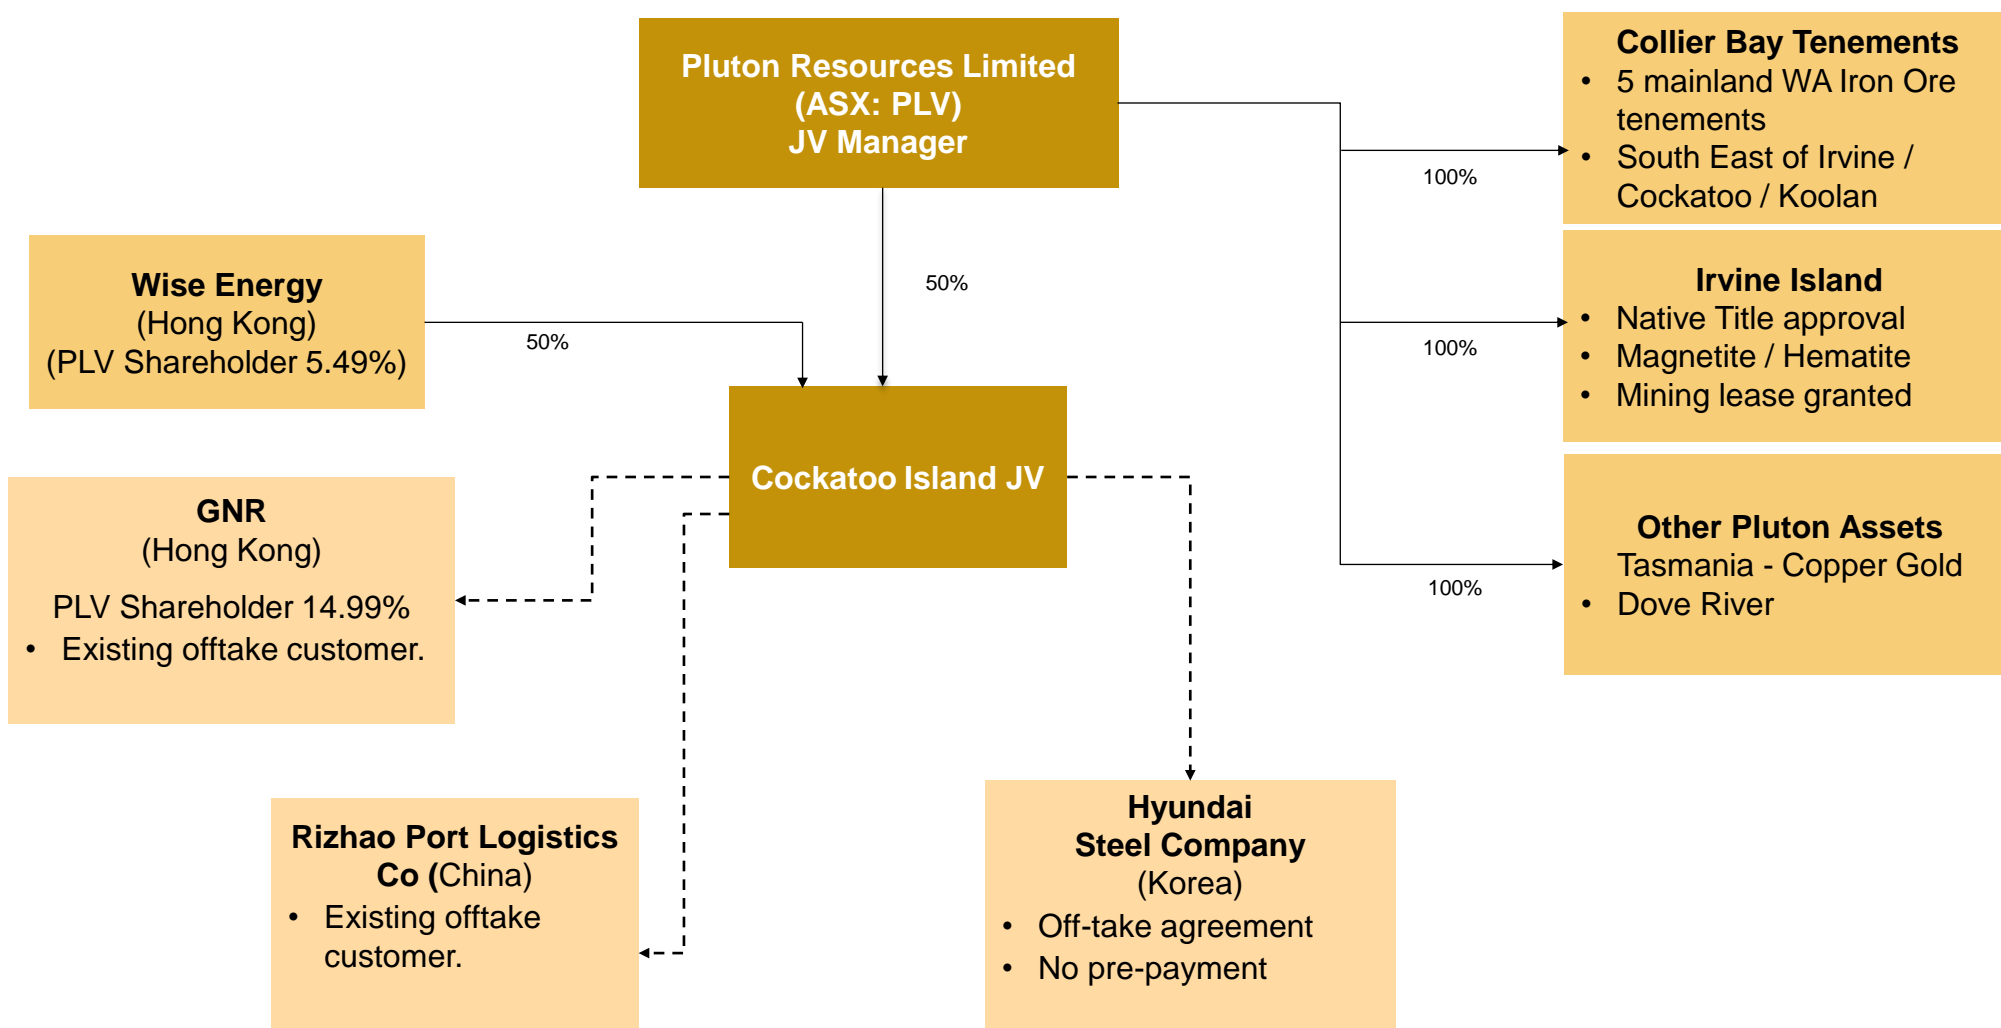 Pluton Resources Limited
(ASX: PLV)
JV Manager
Collier Bay Tenements
• 5 mainland WA Iron Ore
tenements
• South East of Irvine /
Cockatoo / Koolan
100%
Wise Energy
(Hong Kong)
(PLV Shareholder 5.49%)
50%
50%
Irvine Island
• Native Title approval
• Magnetite / Hematite
• Mining lease granted
100%
Cockatoo Island JV
GNR
(Hong Kong)
PLV Shareholder 14.99%
• Existing offtake customer.
Other Pluton Assets
Tasmania - Copper Gold
• Dove River
100%
Rizhao Port Logistics
Co (China)
• Existing offtake
customer.
Hyundai
Steel Company
(Korea)
• Off-take agreement
• No pre-payment